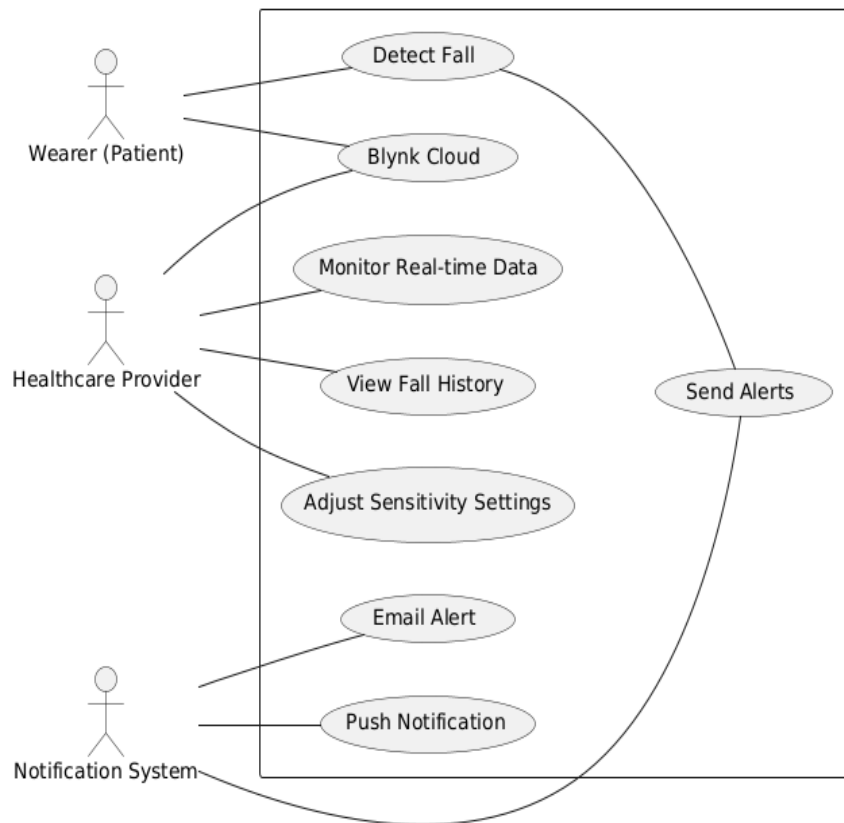 Detect Fall
Wearer (Patient)
Blynk Cloud
Monitor Real-time Data
Healthcare Provider
View Fall History
Send Alerts
Adjust Sensitivity Settings
Email Alert
Push Notification
Notification System